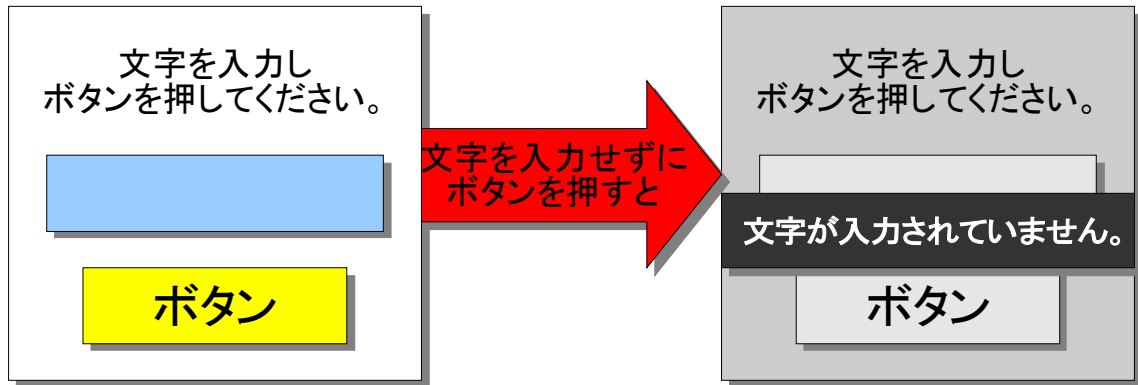 文字を入力し
ボタンを押してください。
ボタン
文字を入力せずに
ボタンを押すと
文字を入力し
ボタンを押してください。
文字が入力されていません。
ボタン